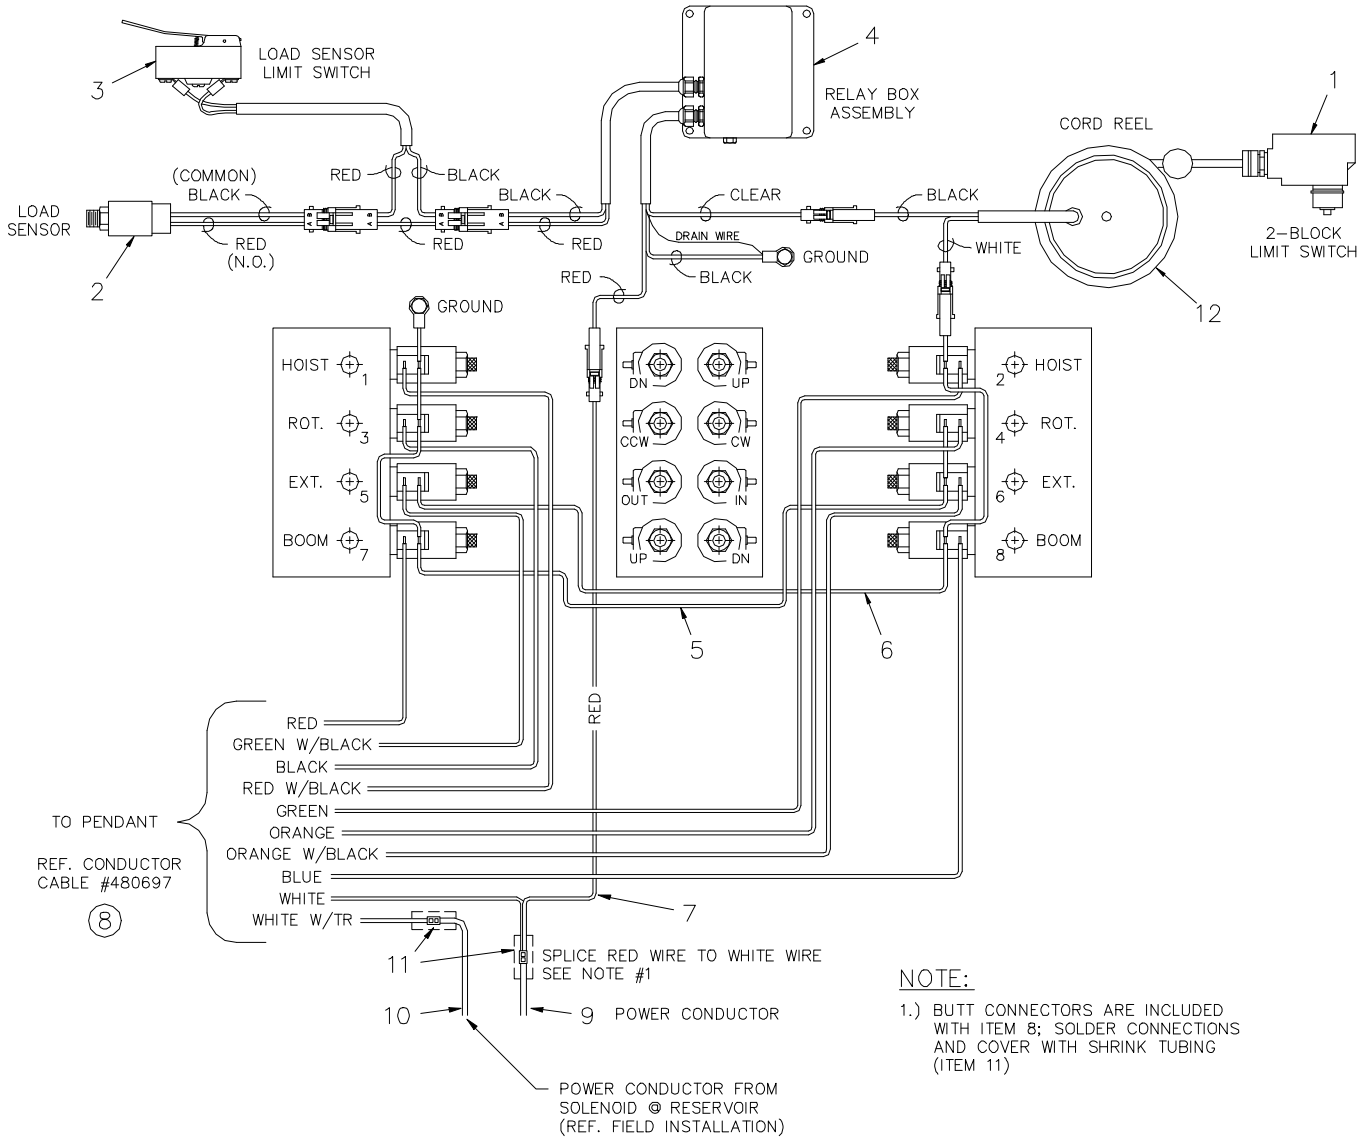 3
LOAD SENSOR
LIMIT SWITCH
4
RELAY BOX
ASSEMBLY
1
CORD REEL
2-BLOCK
LIMIT SWITCH
12
(COMMON)
BLACK
RED
BLACK
BLACK
CLEAR
BLACK
LOAD
SENSOR
A
B
A
B
B
A
B
A
RED
(N.O.)
RED
RED
DRAIN WIRE
GROUND
WHITE
2
RED
BLACK
GROUND
HOIST
1
ROT.
3
EXT.
5
BOOM
7
DN
UP
CCW
CW
OUT
IN
UP
DN
2
HOIST
4
ROT.
6
EXT.
8
BOOM
5
6
RED
RED
GREEN W/BLACK
BLACK
RED W/BLACK
GREEN
ORANGE
ORANGE W/BLACK
BLUE
WHITE
WHITE W/TR
TO PENDANT
REF. CONDUCTOR
CABLE #480697
8
7
11
SPLICE RED WIRE TO WHITE WIRE
SEE NOTE #1
10
9
POWER CONDUCTOR
POWER CONDUCTOR FROM
SOLENOID @ RESERVOIR
(REF. FIELD INSTALLATION)
NOTE:
1.) BUTT CONNECTORS ARE INCLUDED
WITH ITEM 8; SOLDER CONNECTIONS
AND COVER WITH SHRINK TUBING
(ITEM 11)